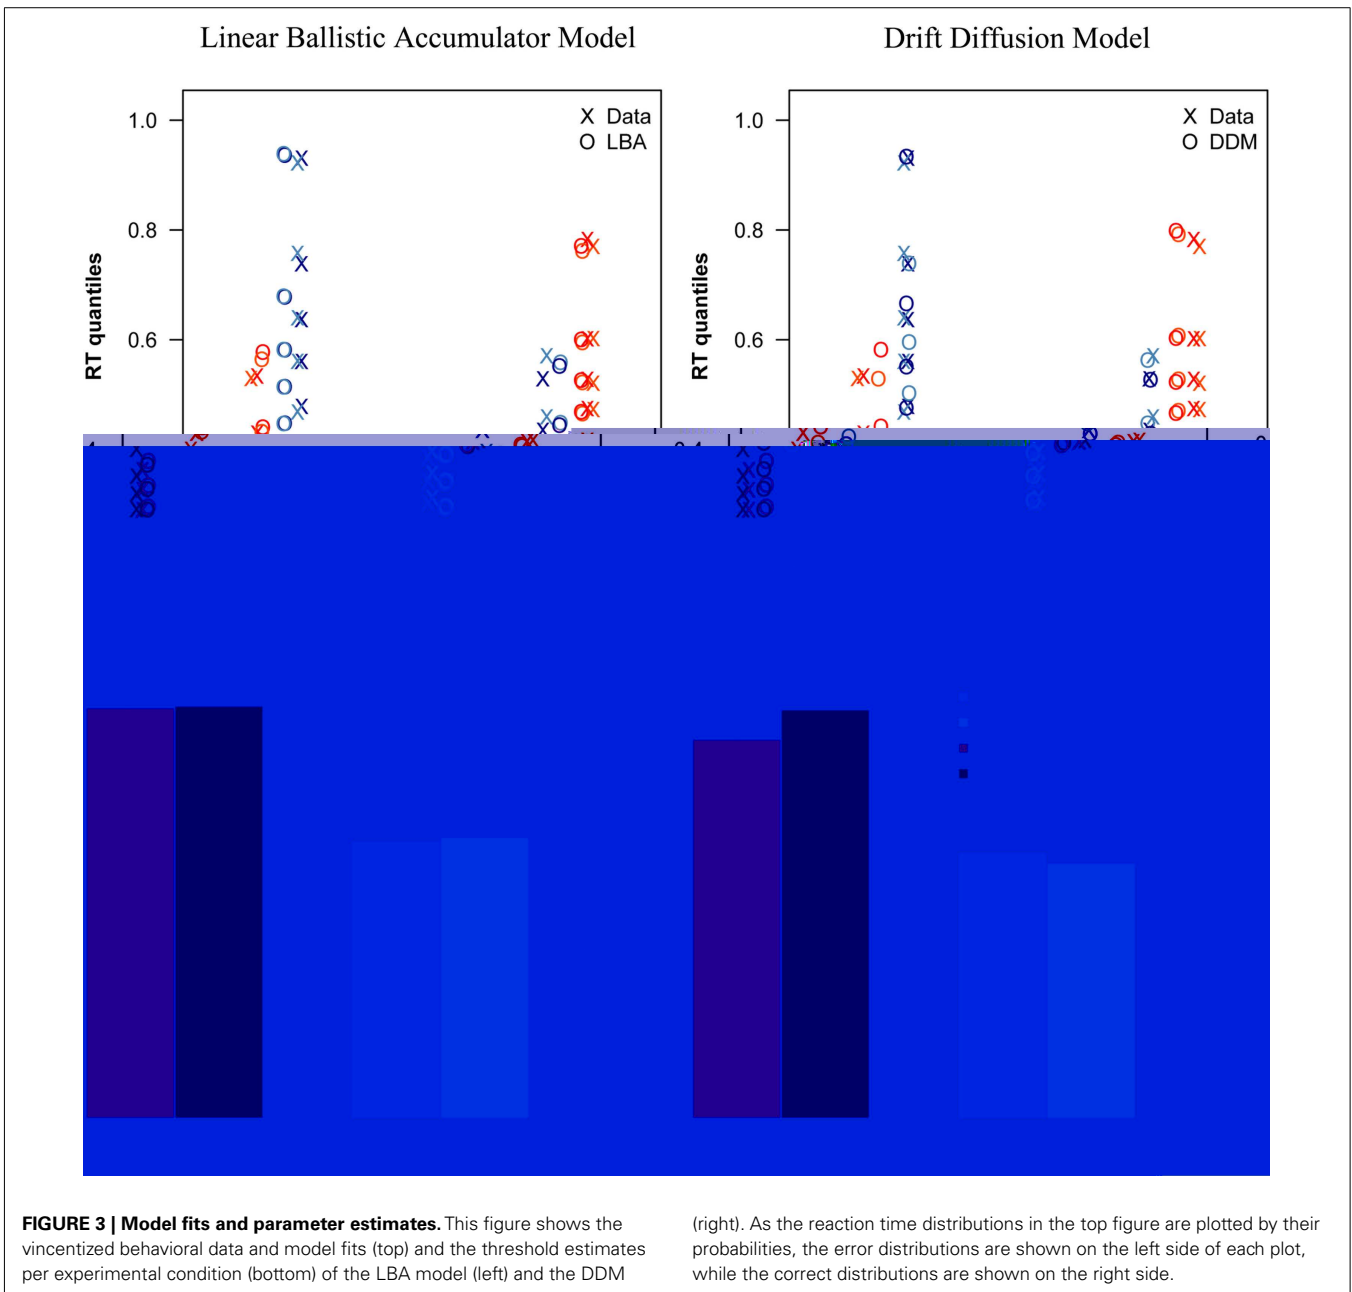 Linear Ballistic Accumulator Model
Drift Diffusion Model
X Data
O LBA
1.0
0.8
0.6
RT quantiles
X Data
O DDM
1.0
0.8
0.6
RT quantiles
FIGURE 3 | Model fits and parameter estimates. This figure shows the
vincentized behavioral data and model fits (top) and the threshold estimates
per experimental condition (bottom) of the LBA model (left) and the DDM
(right). As the reaction time distributions in the top figure are plotted by their
probabilities, the error distributions are shown on the left side of each plot,
while the correct distributions are shown on the right side.